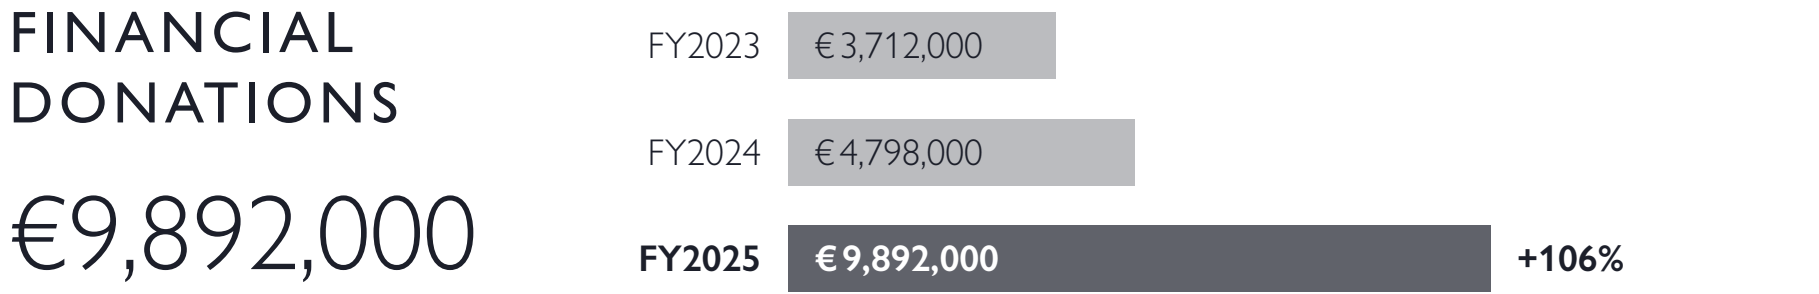 FINANCIAL
DONATIONS
€9,892,000
FY2023 € 3,712,000
FY2024 € 4,798,000
FY2025 € 9,892,000 +106%